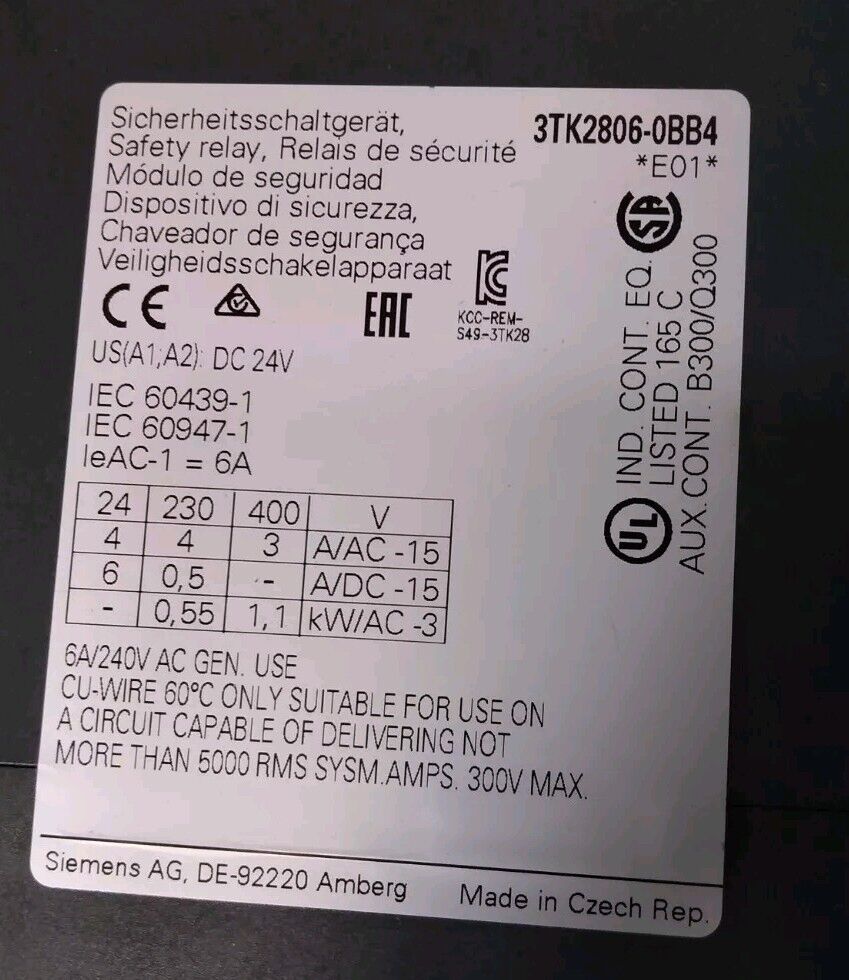 Sicherheitsschaltgerät,
Safety relay, Relais de sécurité
Módulo de seguridad
Dispositivo di sicurezza,
Chaveador de segurança
Veiligheidsschakelapparaat
3TK2806-0BB4
*E01*
CE
EAC
KC
KCC-REM-
S49-3TK28
US(A1;A2): DC 24V
IEC 60439-1
IEC 60947-1
IeAC-1 = 6A
24 230 400 V
4 4 3 A/AC -15
6 0,5 - A/DC -15
- 0,55 1,1 kW/AC -3
SA
UL
IND. CONT. EQ.
LISTED 165 C
AUX.CONT. B300/Q300
6A/240V AC GEN. USE
CU-WIRE 60°C ONLY SUITABLE FOR USE ON
A CIRCUIT CAPABLE OF DELIVERING NOT
MORE THAN 5000 RMS SYSM.AMPS. 300V MAX.
Siemens AG, DE-92220 Amberg
Made in Czech Rep.